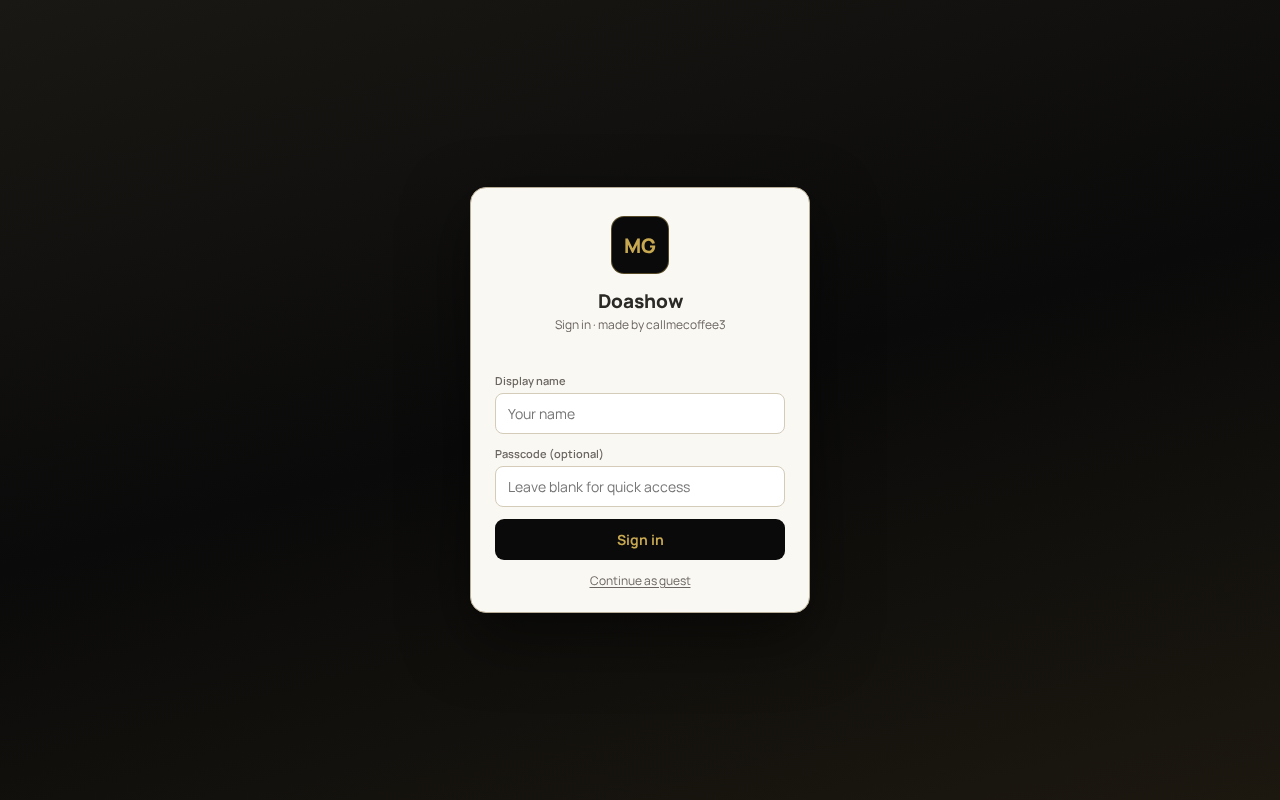 MG
Doashow
Sign in · made by callmecoffee3
Display name
Your name
Passcode (optional)
Leave blank for quick access
Sign in
Continue as guest